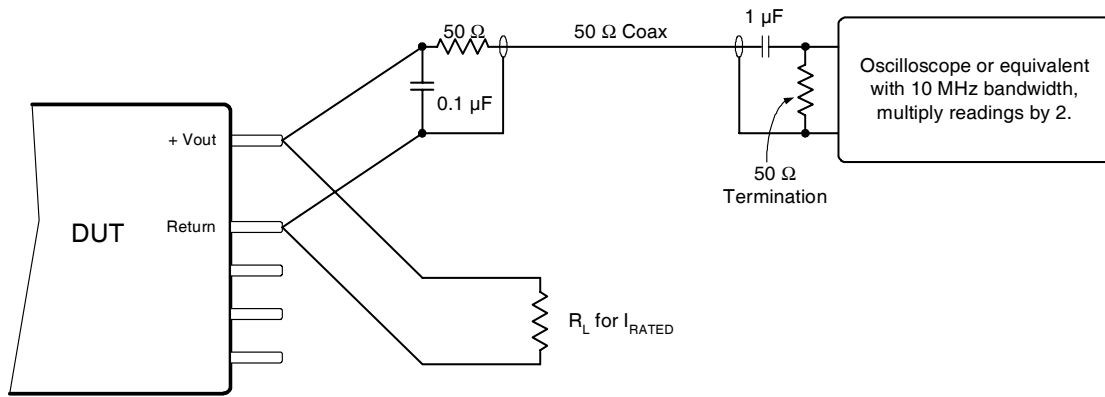 50 Ω
50 Ω Coax
1 µF
0.1 µF
Oscilloscope or equivalent
with 10 MHz bandwidth,
multiply readings by 2.
50 Ω
Termination
+ Vout
Return
DUT
R_L for I_RATED